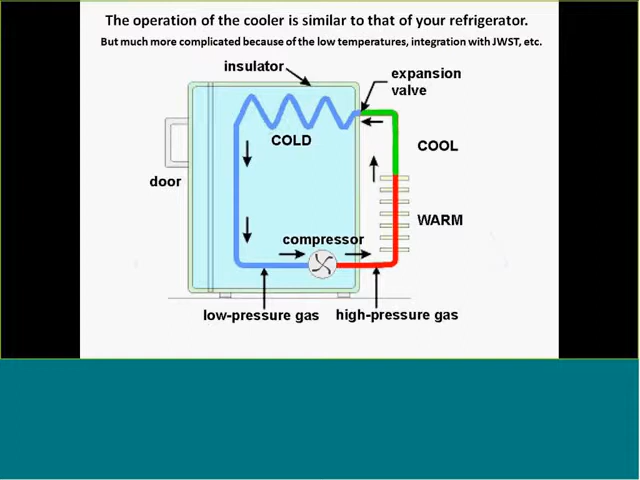 The operation of the cooler is similar to that of your refrigerator.
But much more complicated because of the low temperatures, integration with JWST, etc.
insulator
expansion
valve
COLD
COOL
door
WARM
compressor
low-pressure gas
high-pressure gas